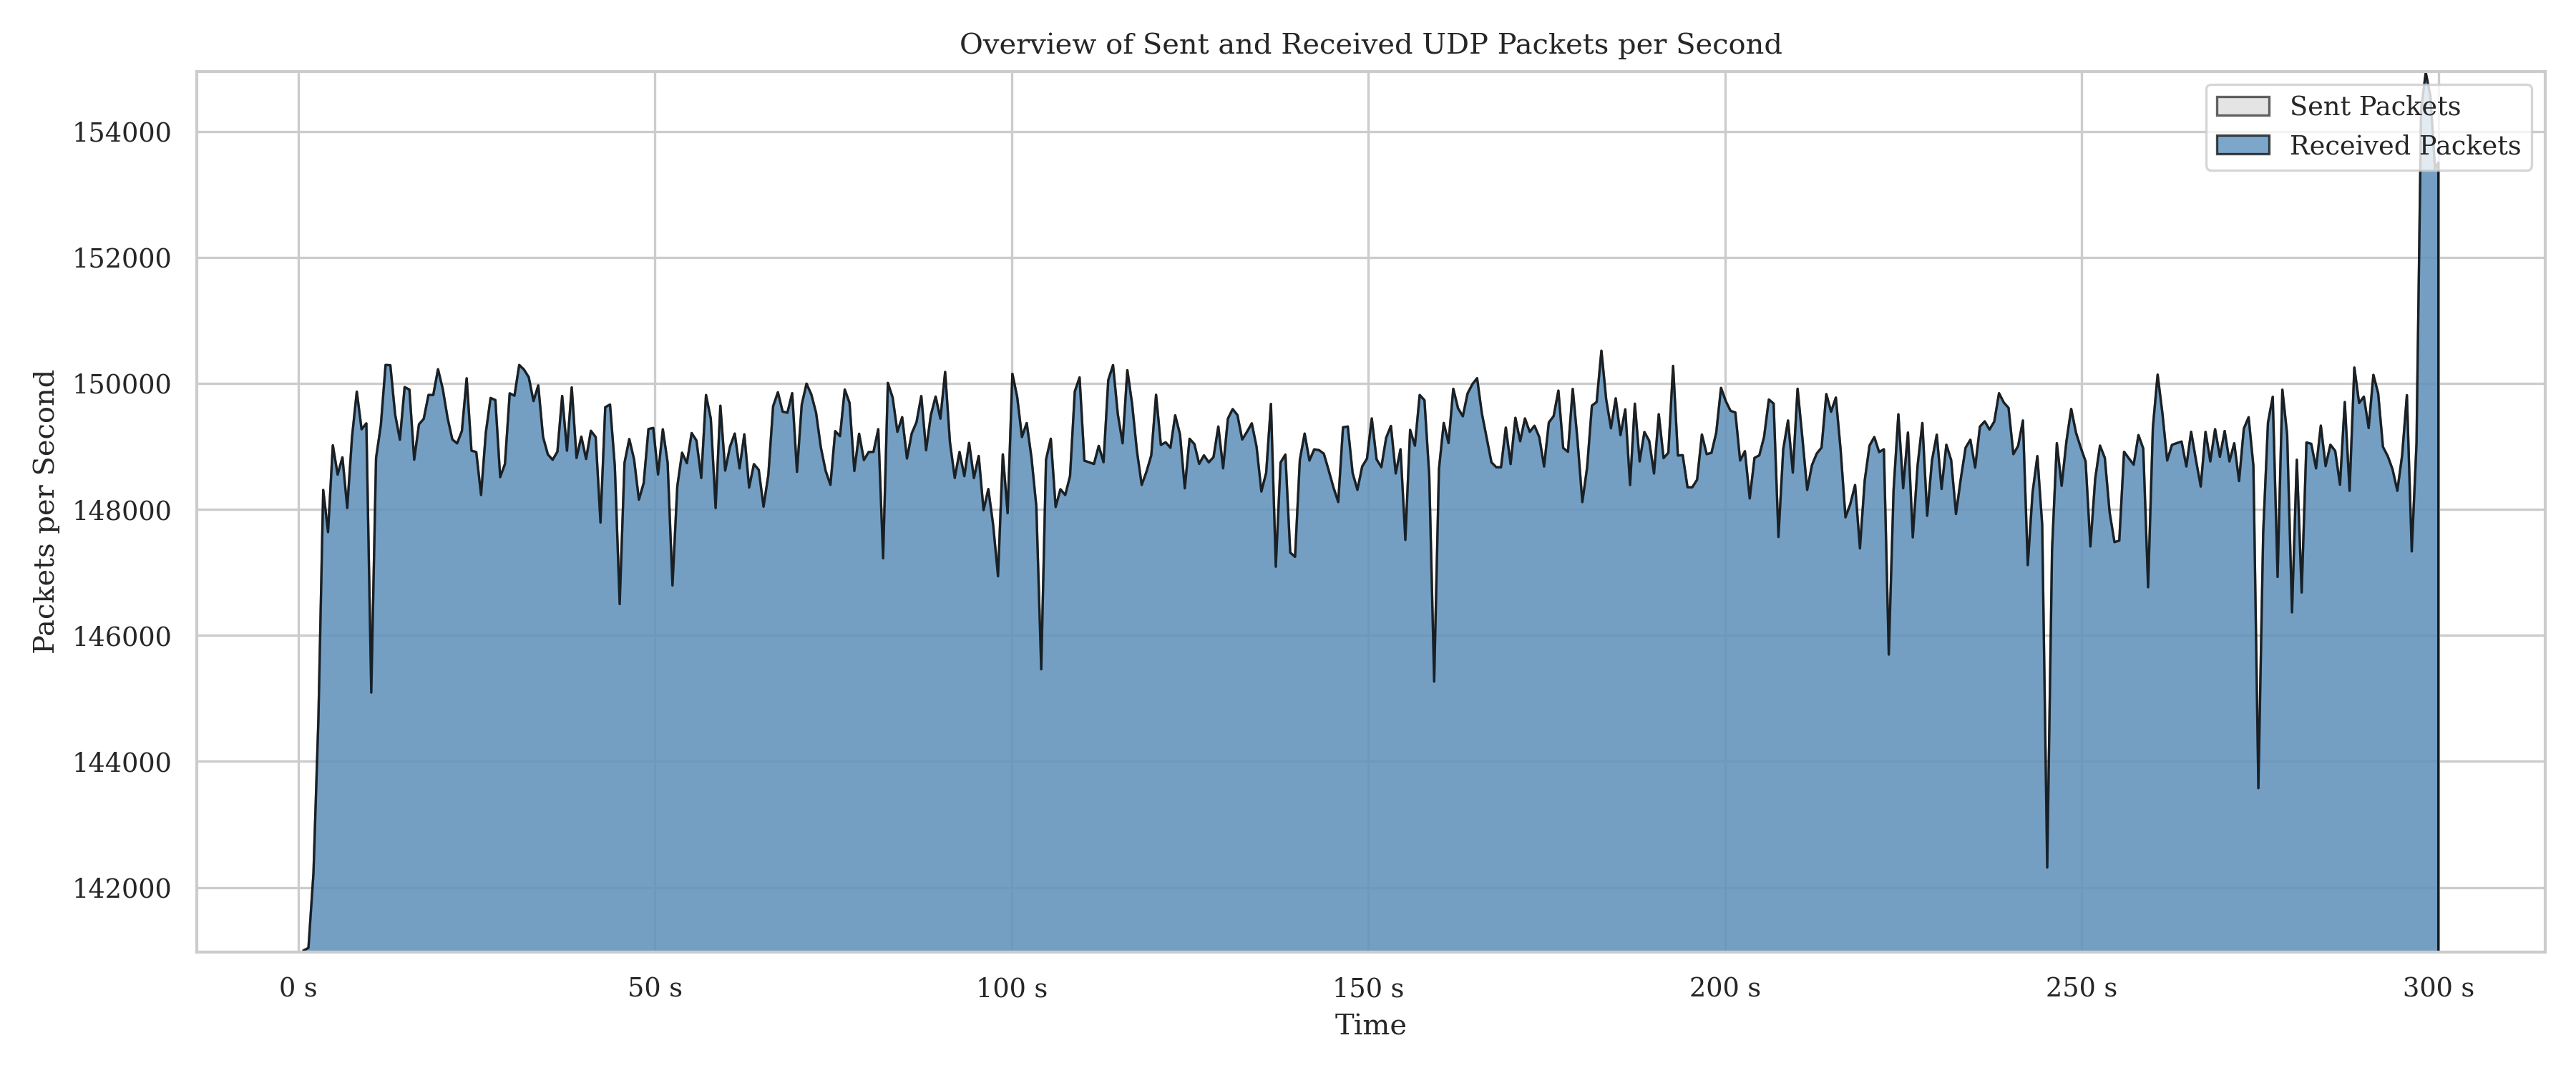 Overview of Sent and Received UDP Packets per Second
Sent Packets
Received Packets
154000
152000
150000
148000
146000
144000
142000
Packets per Second
0 s 50 s 100 s 150 s 200 s 250 s 300 s
Time